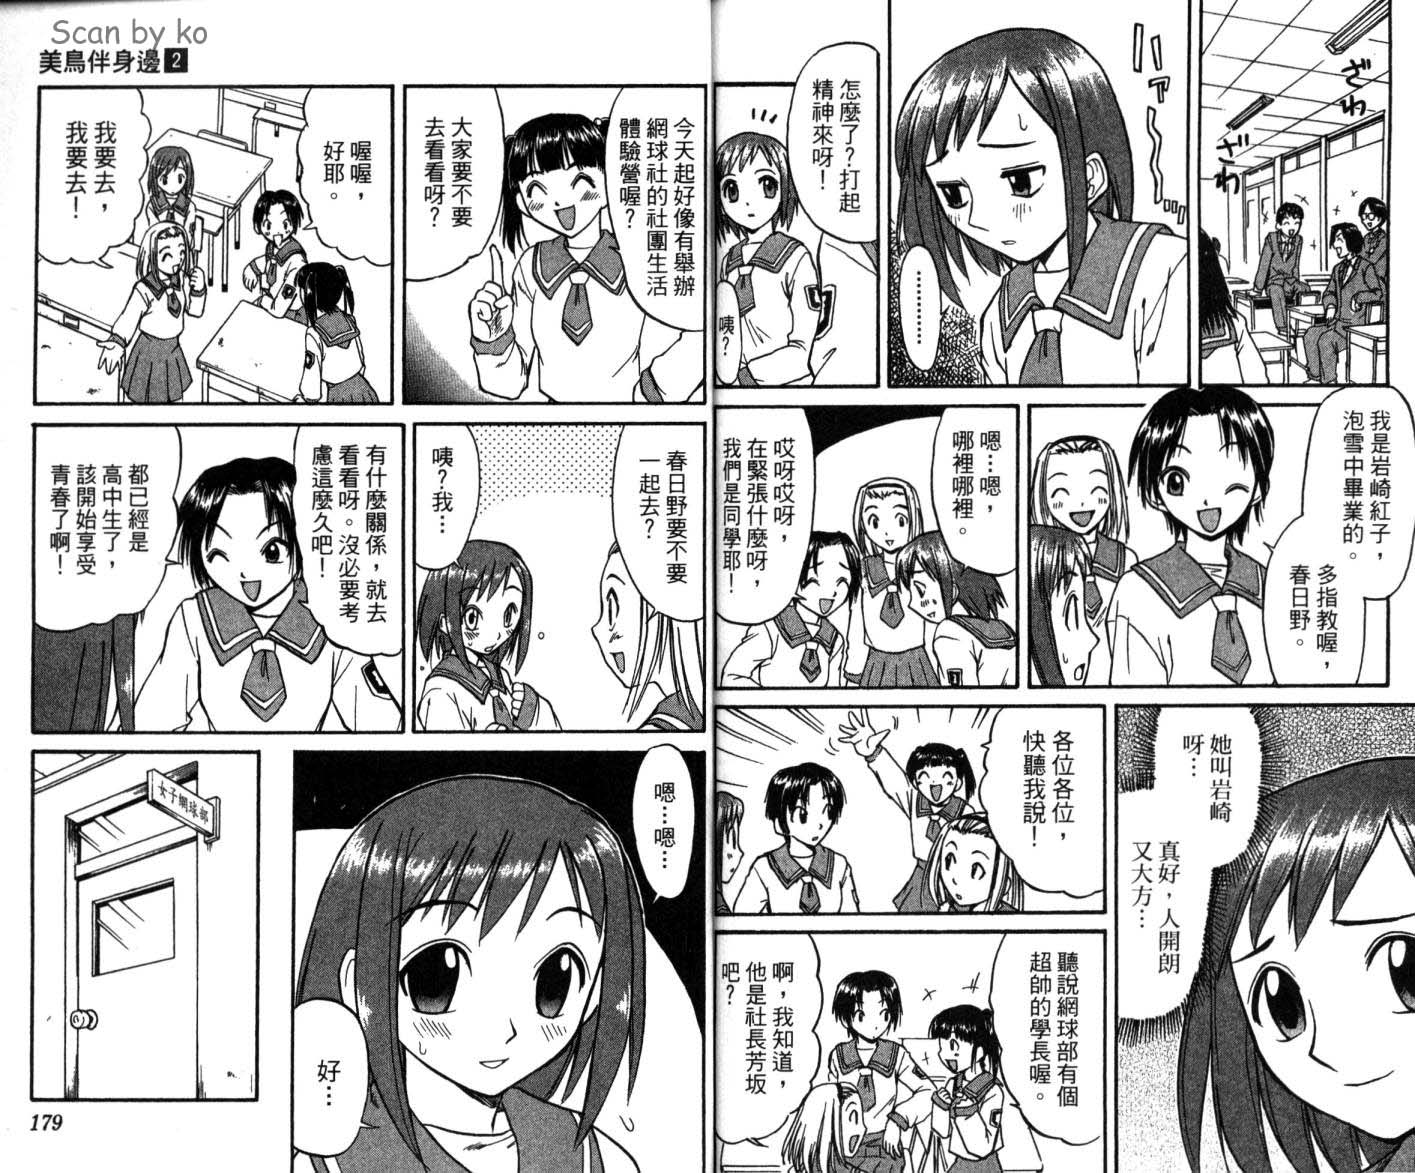 Scan by ko
美鳥伴身邊2
ざわ
ざわ
ハァー
…………
怎麼了?打起
精神來呀!
咦?
我是岩崎紅子,
泡雪中畢業的。
多指教喔,
春日野。
嗯…嗯,
哪裡哪裡。
哎呀哎呀,
在緊張什麼呀,
我們是同學耶!
她叫岩崎
呀…
真好,人開朗
又大方…
各位各位,
快聽我說!
聽說網球部有個
超帥的學長喔。
啊,我知道,
他是社長芳坂
吧?
今天起好像有舉辦
網球社的社團生活
體驗營喔?
大家要不要
去看看呀?
喔喔,
好耶。
我要去,
我要去!
春日野要不要
一起去?
咦?我…
有什麼關係,就去
看看呀。沒必要考
慮這麼久吧!
都已經是
高中生了,
該開始享受
青春了啊!
嗯…嗯…
好…
女子網球部
179